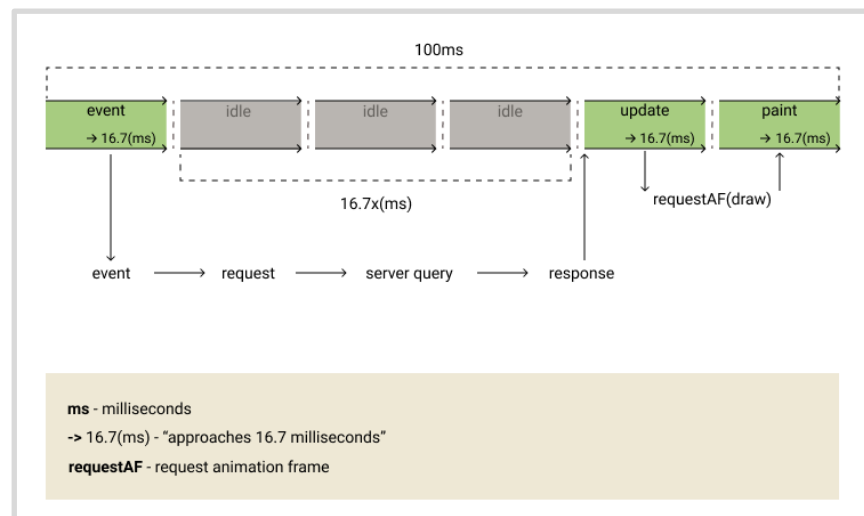 100ms
event
idle
idle
idle
update
paint
→ 16.7(ms)
→ 16.7(ms)
→ 16.7(ms)
16.7x(ms)
requestAF(draw)
event
request
server query
response
ms - milliseconds
-> 16.7(ms) - “approaches 16.7 milliseconds”
requestAF - request animation frame